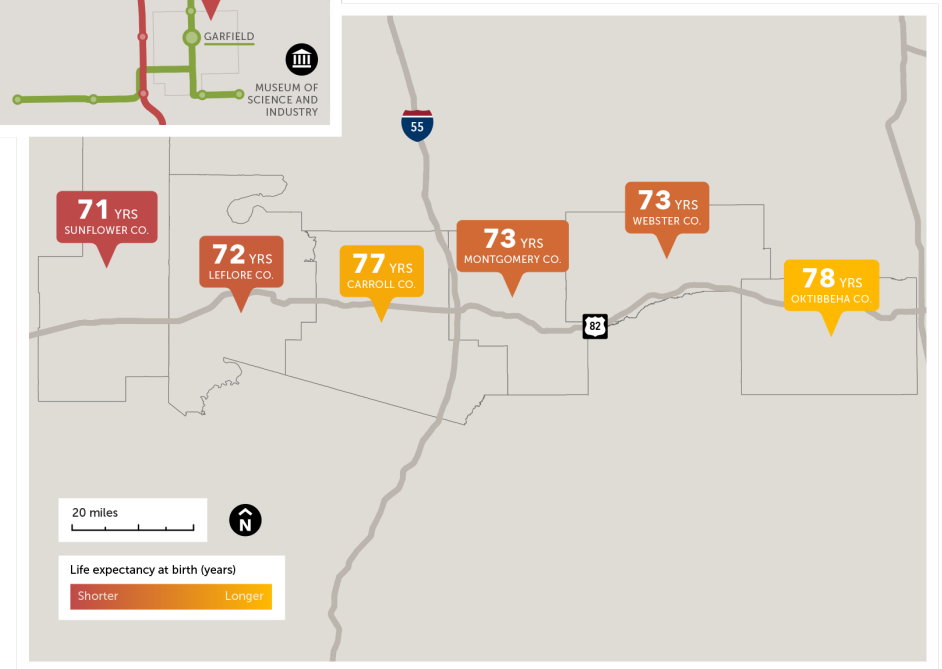 GARFIELD
MUSEUM OF
SCIENCE AND
INDUSTRY
55
71 YRS
SUNFLOWER CO.
72 YRS
LEFLORE CO.
77 YRS
CARROLL CO.
73 YRS
MONTGOMERY CO.
73 YRS
WEBSTER CO.
78 YRS
OKTIBBEHA CO.
82
20 miles
N
Life expectancy at birth (years)
Shorter Longer